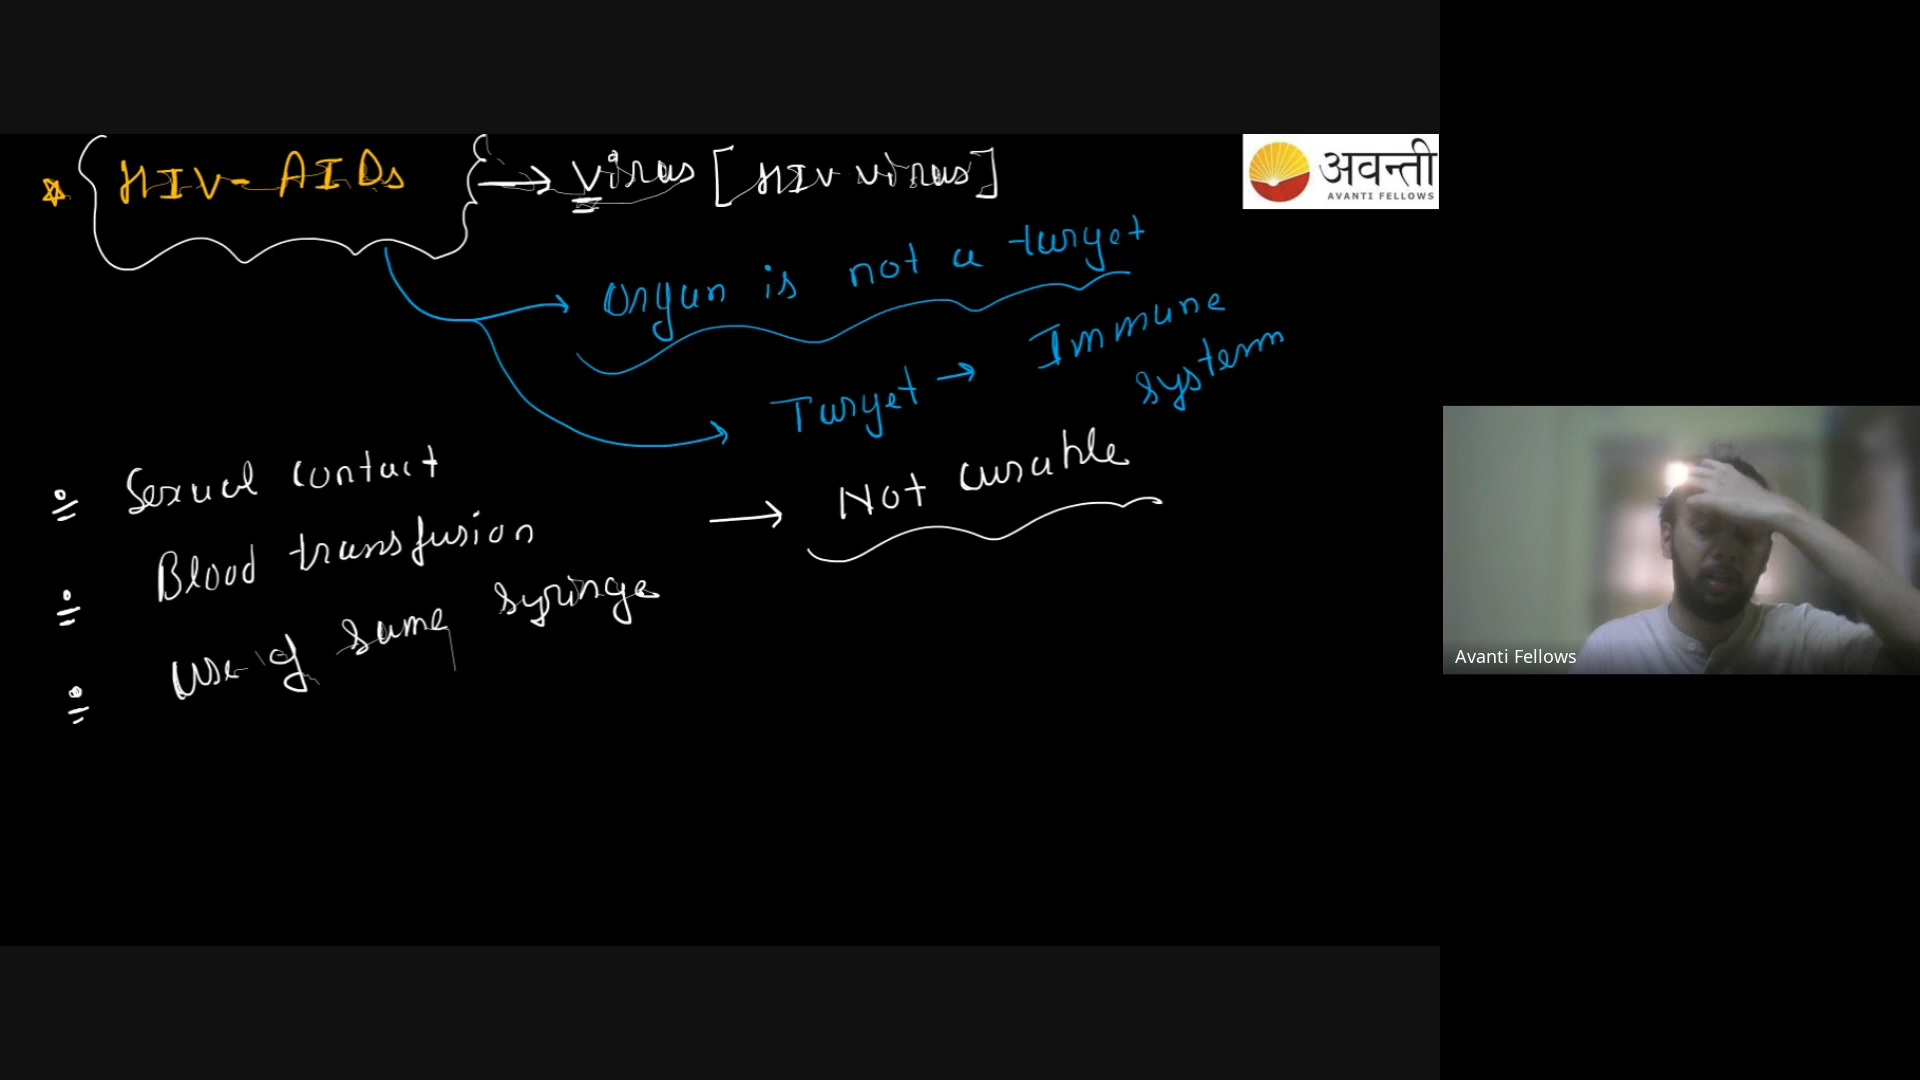 HIV-AIDs → Virus [HIV virus]
अवन्ती
AVANTI FELLOWS
Organ is not a target
Target → Immune
system
Sexual contact
Blood transfusion
→ Not curable
Use of same syringe
Avanti Fellows